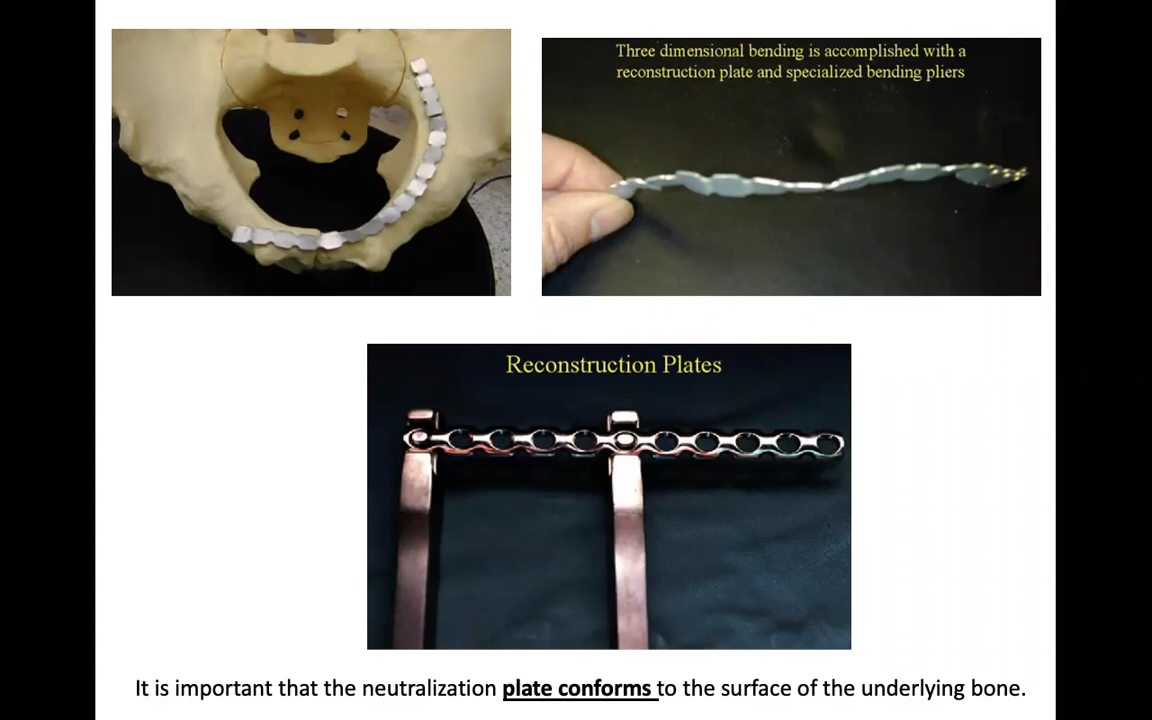 Three dimensional bending is accomplished with a
reconstruction plate and specialized bending pliers
Reconstruction Plates
It is important that the neutralization plate conforms to the surface of the underlying bone.